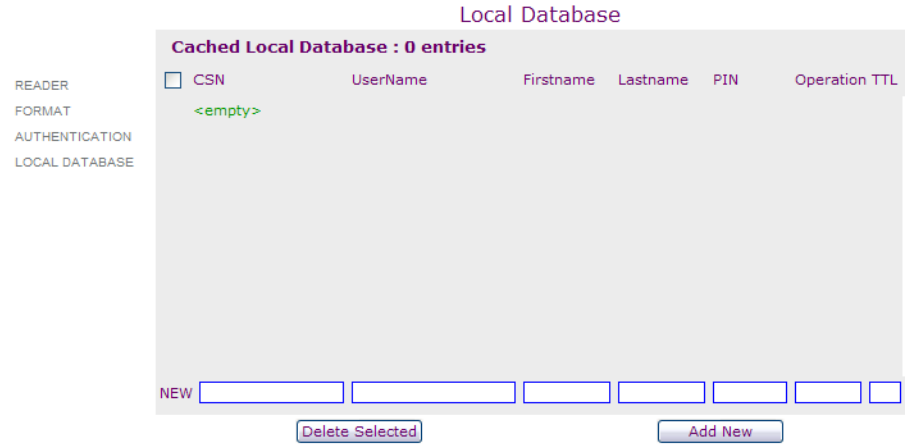 Local Database
Cached Local Database : 0 entries
READER
FORMAT
AUTHENTICATION
LOCAL DATABASE
CSN UserName Firstname Lastname PIN Operation TTL
<empty>
NEW
Delete Selected Add New